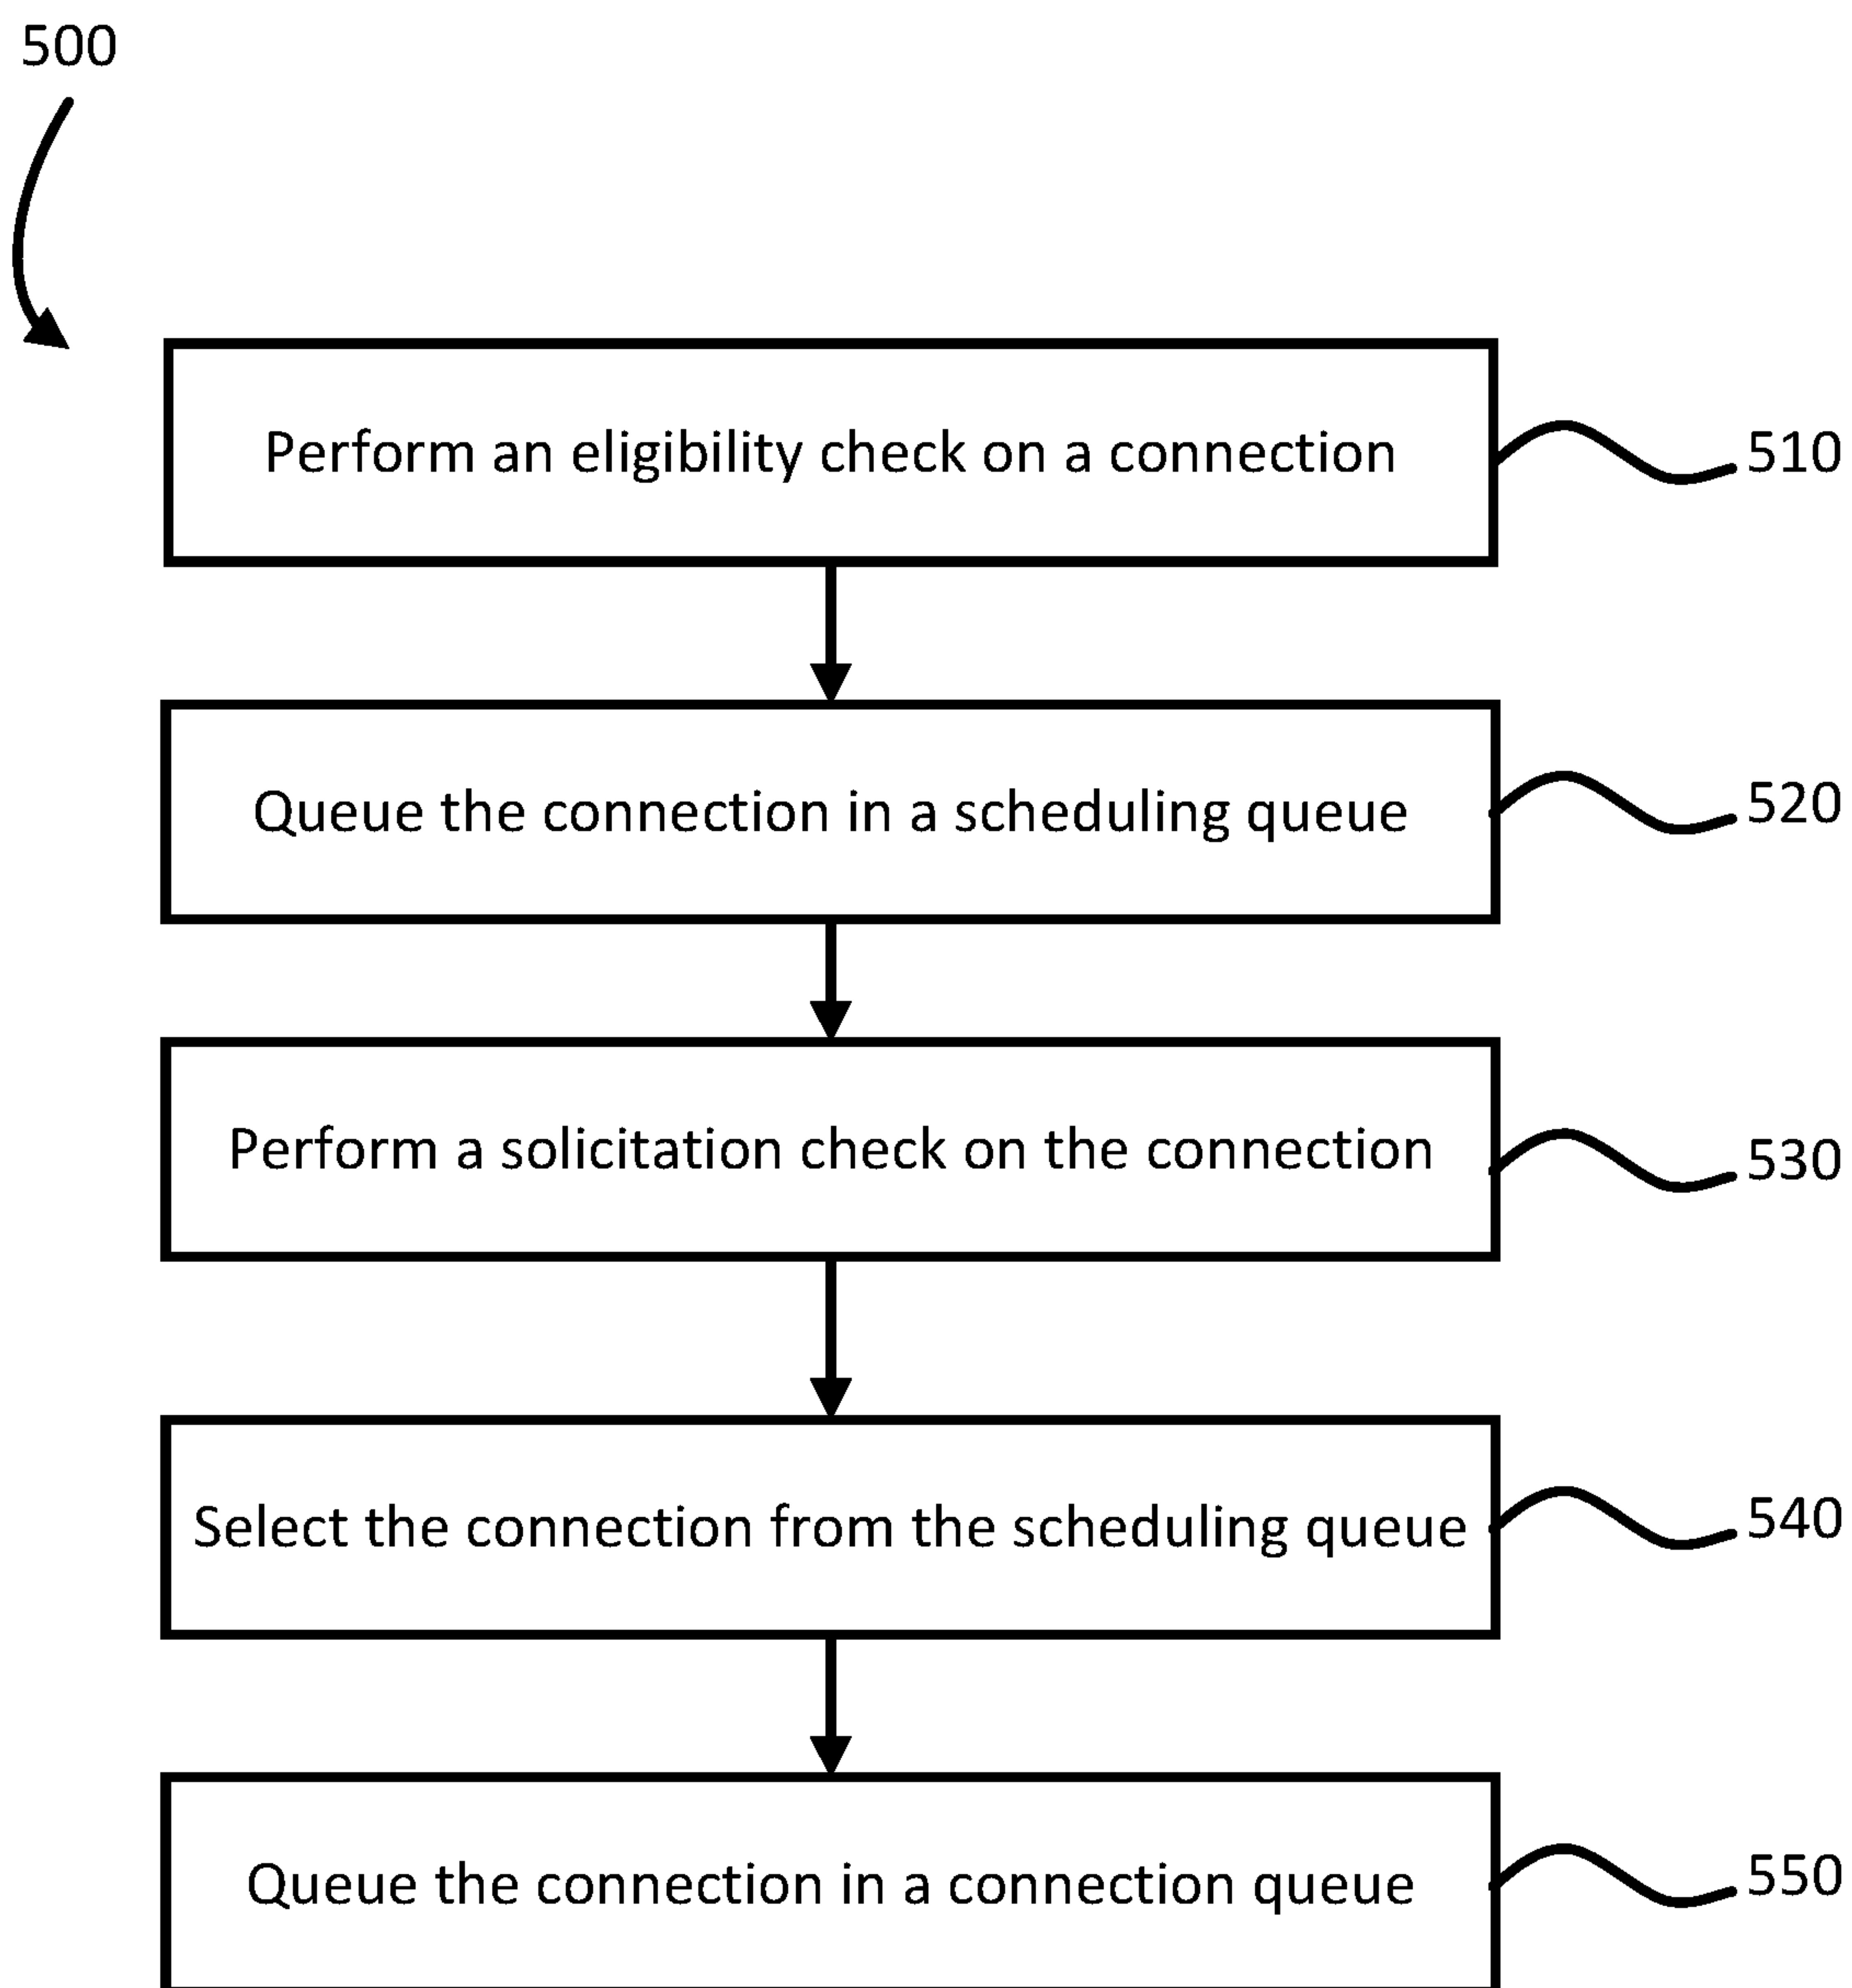 500
Perform an eligibility check on a connection
510
Queue the connection in a scheduling queue
520
Perform a solicitation check on the connection
530
Select the connection from the scheduling queue
540
Queue the connection in a connection queue
550